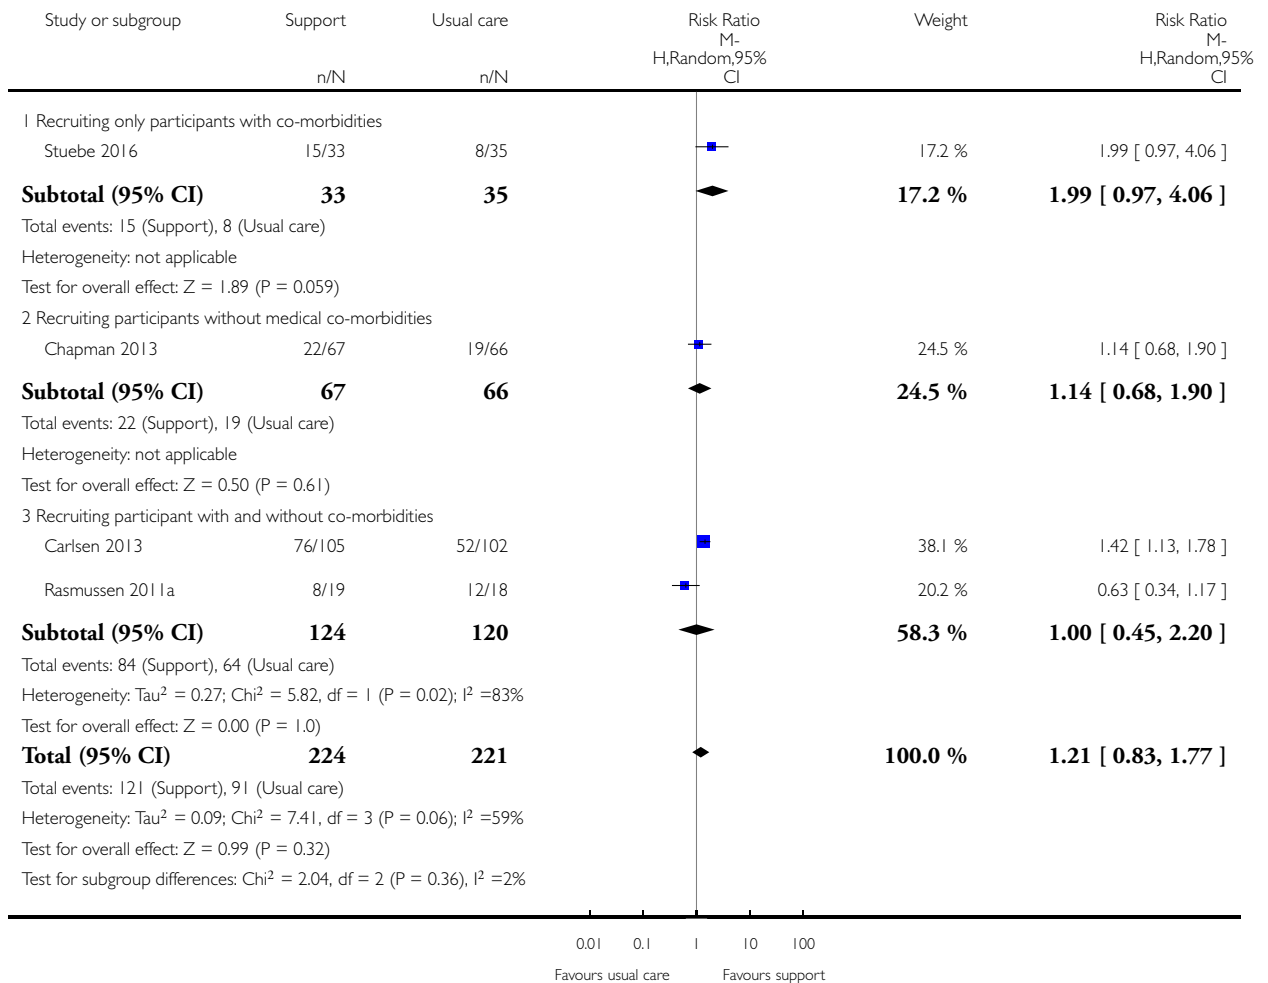 Study or subgroup Support Usual care Risk Ratio Weight Risk Ratio
M- M-
H,Random,95% H,Random,95%
n/N n/N CI CI
1 Recruiting only participants with co-morbidities
Stuebe 2016 15/33 8/35 17.2 % 1.99 [ 0.97, 4.06 ]
Subtotal (95% CI) 33 35 17.2 % 1.99 [ 0.97, 4.06 ]
Total events: 15 (Support), 8 (Usual care)
Heterogeneity: not applicable
Test for overall effect: Z = 1.89 (P = 0.059)
2 Recruiting participants without medical co-morbidities
Chapman 2013 22/67 19/66 24.5 % 1.14 [ 0.68, 1.90 ]
Subtotal (95% CI) 67 66 24.5 % 1.14 [ 0.68, 1.90 ]
Total events: 22 (Support), 19 (Usual care)
Heterogeneity: not applicable
Test for overall effect: Z = 0.50 (P = 0.61)
3 Recruiting participant with and without co-morbidities
Carlsen 2013 76/105 52/102 38.1 % 1.42 [ 1.13, 1.78 ]
Rasmussen 2011a 8/19 12/18 20.2 % 0.63 [ 0.34, 1.17 ]
Subtotal (95% CI) 124 120 58.3 % 1.00 [ 0.45, 2.20 ]
Total events: 84 (Support), 64 (Usual care)
Heterogeneity: Tau² = 0.27; Chi² = 5.82, df = 1 (P = 0.02); I² =83%
Test for overall effect: Z = 0.00 (P = 1.0)
Total (95% CI) 224 221 100.0 % 1.21 [ 0.83, 1.77 ]
Total events: 121 (Support), 91 (Usual care)
Heterogeneity: Tau² = 0.09; Chi² = 7.41, df = 3 (P = 0.06); I² =59%
Test for overall effect: Z = 0.99 (P = 0.32)
Test for subgroup differences: Chi² = 2.04, df = 2 (P = 0.36), I² =2%
0.01 0.1 1 10 100
Favours usual care Favours support